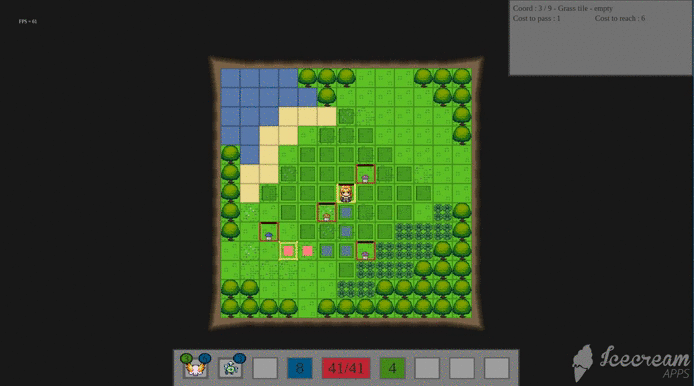 FPS = 61
Coord : 3 / 9 - Grass tile - empty
Cost to pass : 1 Cost to reach : 6
8
41/41
4
Icecream
APPS